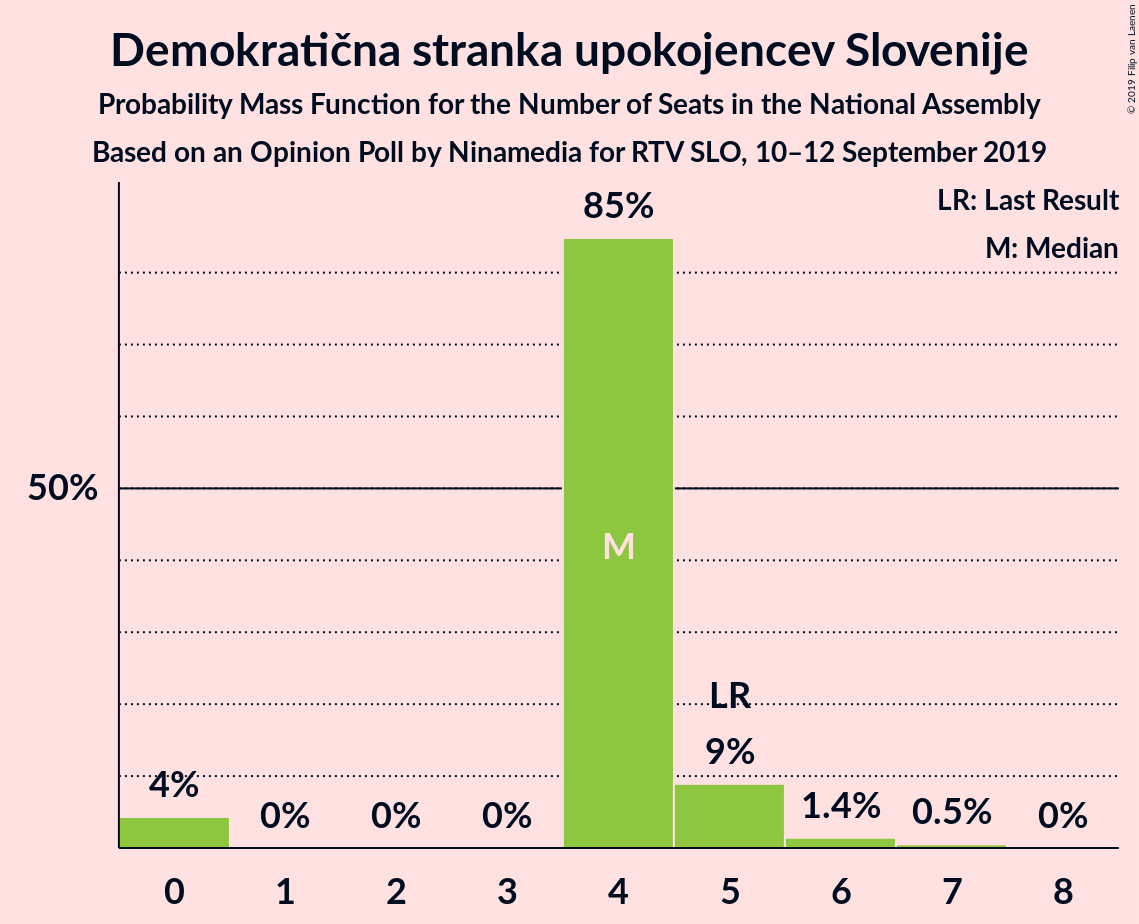 Demokratična stranka upokojencev Slovenije
Probability Mass Function for the Number of Seats in the National Assembly
Based on an Opinion Poll by Ninamedia for RTV SLO, 10–12 September 2019
© 2019 Filip van Laenen
LR: Last Result
M: Median
85%
50%
M
LR
9%
4%
0%
0%
0%
1.4%
0.5%
0%
0 1 2 3 4 5 6 7 8